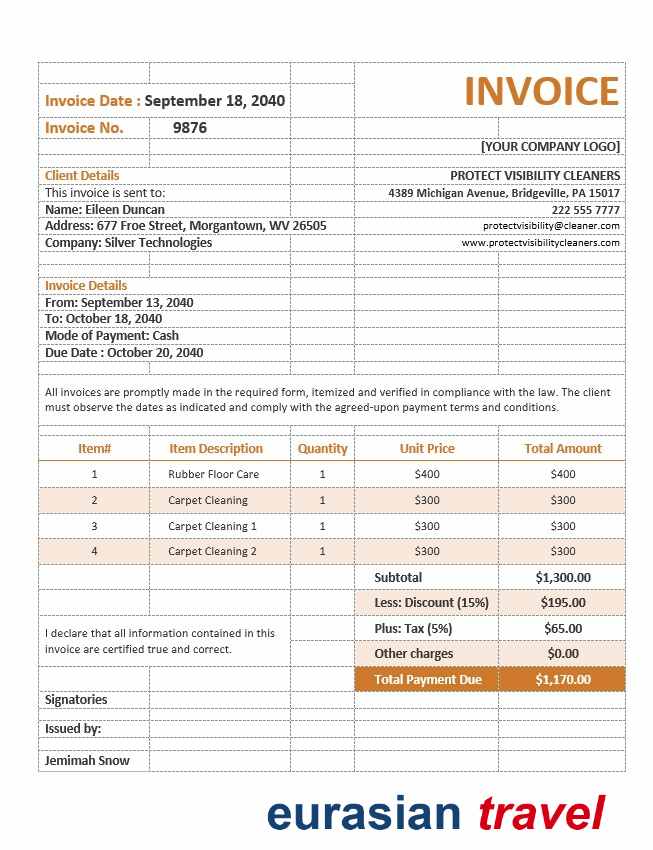 INVOICE
Invoice Date : September 18, 2040
Invoice No. 9876
[YOUR COMPANY LOGO]
Client Details PROTECT VISIBILITY CLEANERS
This invoice is sent to: 4389 Michigan Avenue, Bridgeville, PA 15017
Name: Eileen Duncan 222 555 7777
Address: 677 Froe Street, Morgantown, WV 26505 protectvisibility@cleaner.com
Company: Silver Technologies www.protectvisibilitycleaners.com
Invoice Details
From: September 13, 2040
To: October 18, 2040
Mode of Payment: Cash
Due Date : October 20, 2040
All invoices are promptly made in the required form, itemized and verified in compliance with the law. The client
must observe the dates as indicated and comply with the agreed-upon payment terms and conditions.
Item# Item Description Quantity Unit Price Total Amount
1 Rubber Floor Care 1 $400 $400
2 Carpet Cleaning 1 $300 $300
3 Carpet Cleaning 1 1 $300 $300
4 Carpet Cleaning 2 1 $300 $300
Subtotal $1,300.00
Less: Discount (15%) $195.00
Plus: Tax (5%) $65.00
I declare that all information contained in this
invoice are certified true and correct.
Other charges $0.00
Total Payment Due $1,170.00
Signatories
Issued by:
Jemimah Snow
eurasian travel